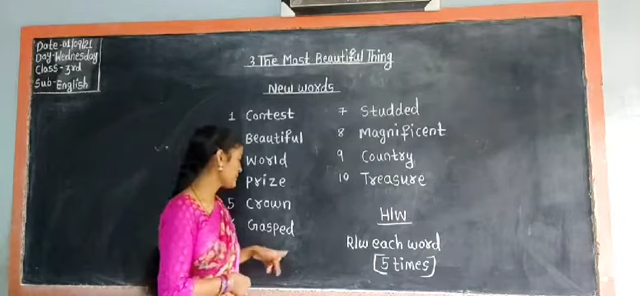 Date-01/09/21
Day-Wednesday
Class-3rd
Sub-English
3 The Most Beautiful Thing
New words
1 Contest
Beautiful
World
Prize
5 Crown
Gasped
7 Studded
8 Magnificent
9 Country
10 Treasure
H/W
R/W each word
[5 times]